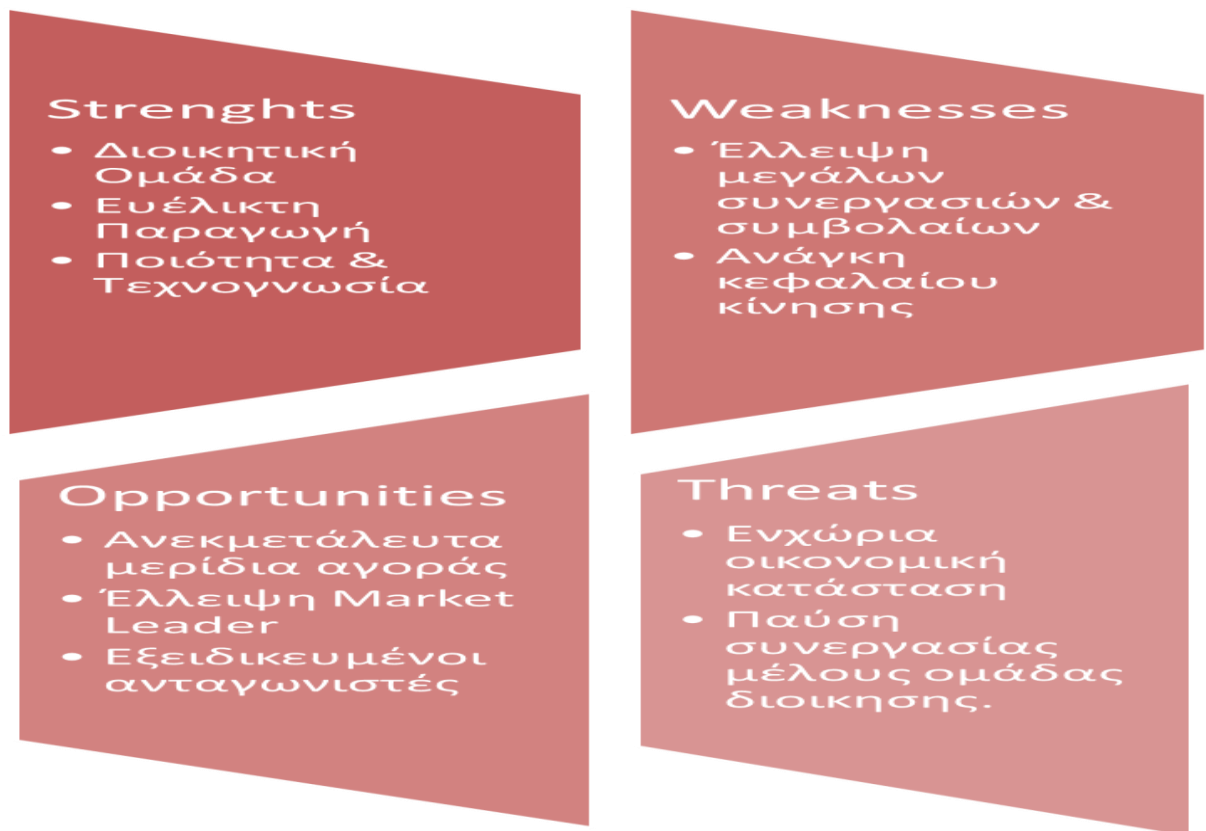 Strenghts
• Διοικητική
Ομάδα
• Ευέλικτη
Παραγωγή
• Ποιότητα &
Τεχνογνωσία
Weaknesses
• Έλλειψη
μεγάλων
συνεργασιών &
συμβολαίων
• Ανάγκη
κεφαλαίου
κίνησης
Opportunities
• Ανεκμετάλευτα
μερίδια αγοράς
• Έλλειψη Market
Leader
• Εξειδικευμένοι
ανταγωνιστές
Threats
• Ενχώρια
οικονομική
κατάσταση
• Παύση
συνεργασίας
μέλους ομάδας
διοικησης.